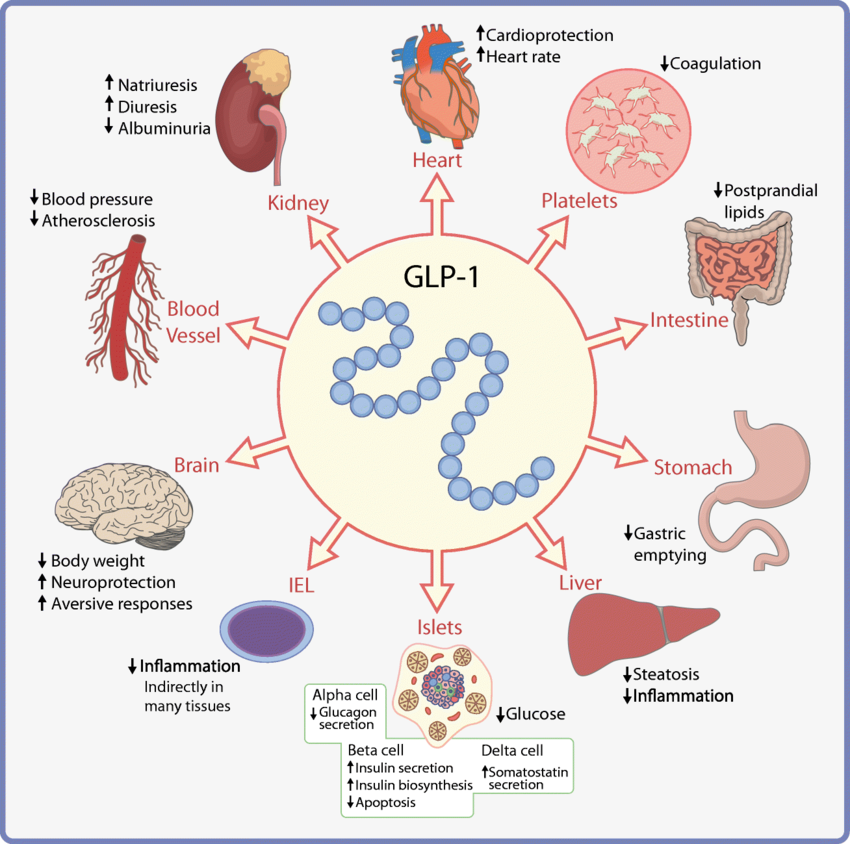 ↑Cardioprotection
↑Heart rate
Heart
↓Coagulation
Platelets
↓Postprandial
lipids
Intestine
Stomach
↓Gastric
emptying
Liver
↓Steatosis
↓Inflammation
Islets
↓Glucose
Alpha cell
↓Glucagon
secretion
Beta cell
↑Insulin secretion
↑Insulin biosynthesis
↓Apoptosis
Delta cell
↑Somatostatin
secretion
IEL
↓Inflammation
Indirectly in
many tissues
Brain
↓Body weight
↑Neuroprotection
↑Aversive responses
Blood
Vessel
↓Blood pressure
↓Atherosclerosis
Kidney
↑Natriuresis
↑Diuresis
↓Albuminuria
GLP-1